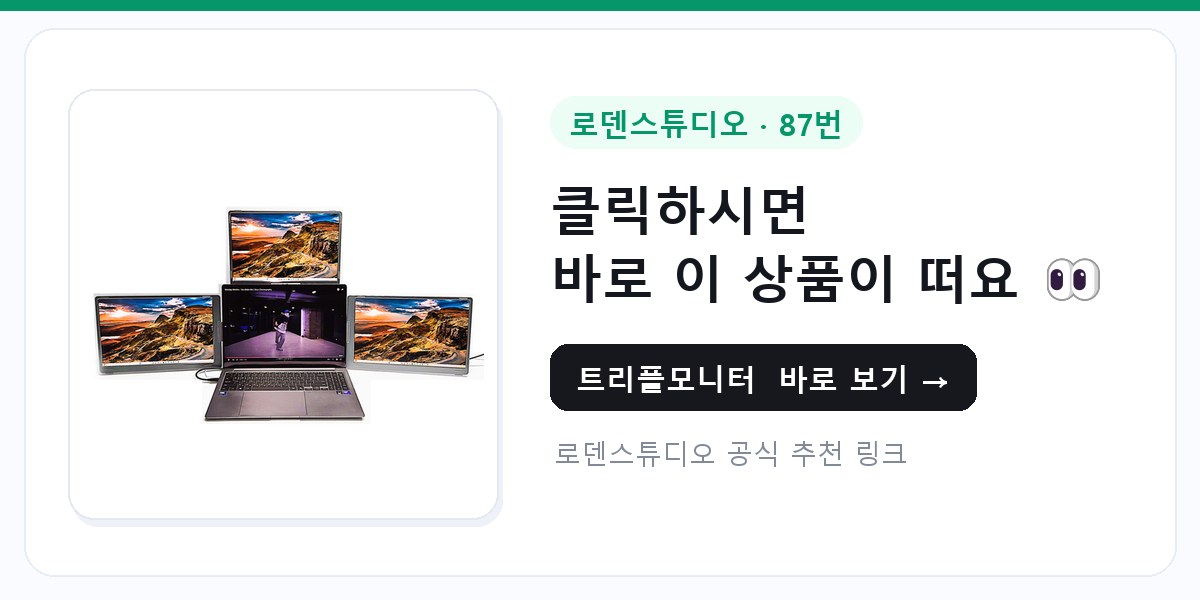 로덴스튜디오 · 87번
클릭하시면
바로 이 상품이 떠요 👀
트리플모니터 바로 보기 →
로덴스튜디오 공식 추천 링크